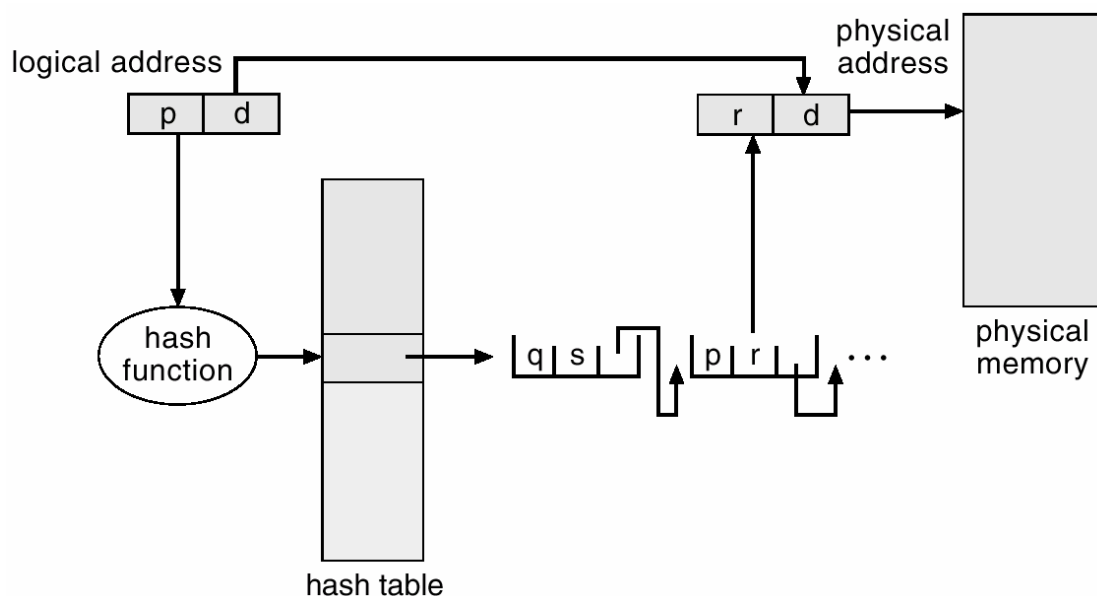 logical address
physical
address
p d
r d
hash
function
q s
p r ...
physical
memory
hash table